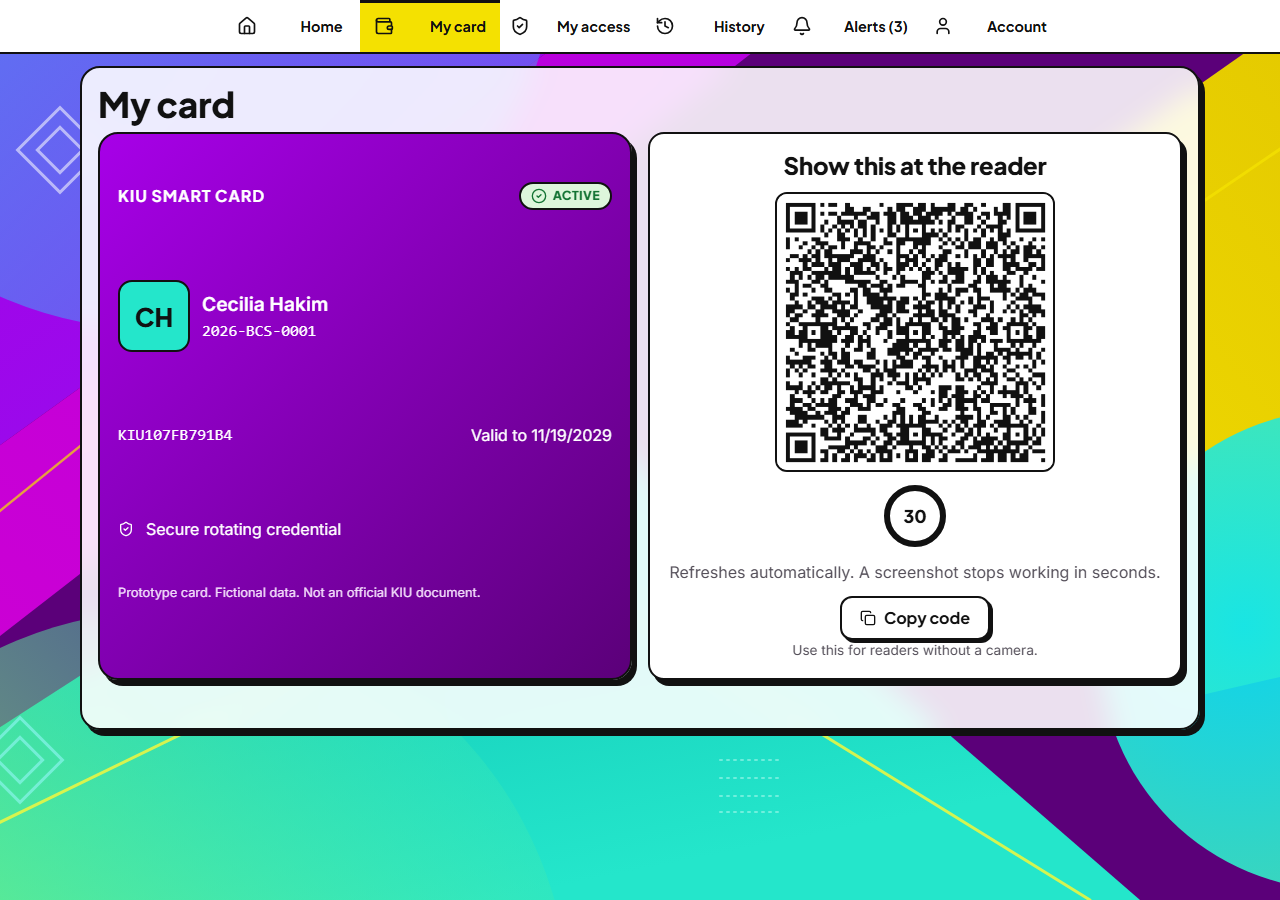 Home
My card
My access
History
Alerts (3)
Account
My card
KIU SMART CARD
ACTIVE
CH
Cecilia Hakim
2026-BCS-0001
KIU107FB791B4
Valid to 11/19/2029
Secure rotating credential
Prototype card. Fictional data. Not an official KIU document.
Show this at the reader
30
Refreshes automatically. A screenshot stops working in seconds.
Copy code
Use this for readers without a camera.